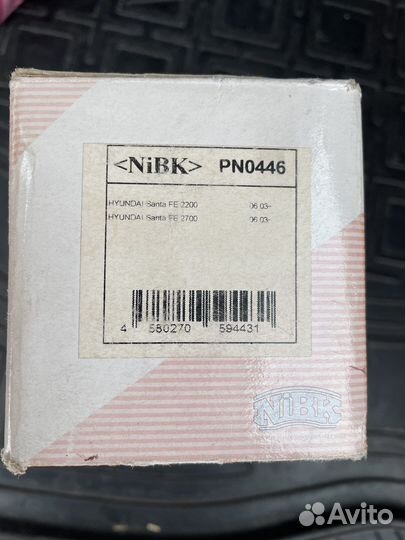 <NiBK> PN0446
HYUNDAI Santa FE 2200 06.03-
HYUNDAI Santa FE 2700 06.03-
4 580270 594431
NiBK
Avito